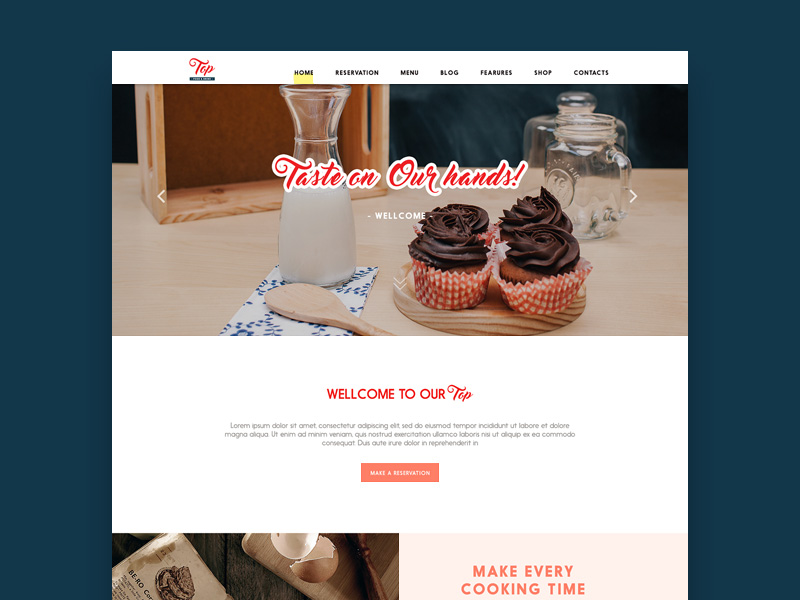 Top
HOME RESERVATION MENU BLOG FEARURES SHOP CONTACTS
Taste on Our hands!
- WELLCOME -
WELLCOME TO OUR Top
Lorem ipsum dolor sit amet, consectetur adipiscing elit, sed do eiusmod tempor incididunt ut labore et dolore
magna aliqua. Ut enim ad minim veniam, quis nostrud exercitation ullamco laboris nisi ut aliquip ex ea commodo
consequat. Duis aute irure dolor in reprehenderit in
MAKE A RESERVATION
BE-RO
MAKE EVERY
COOKING TIME